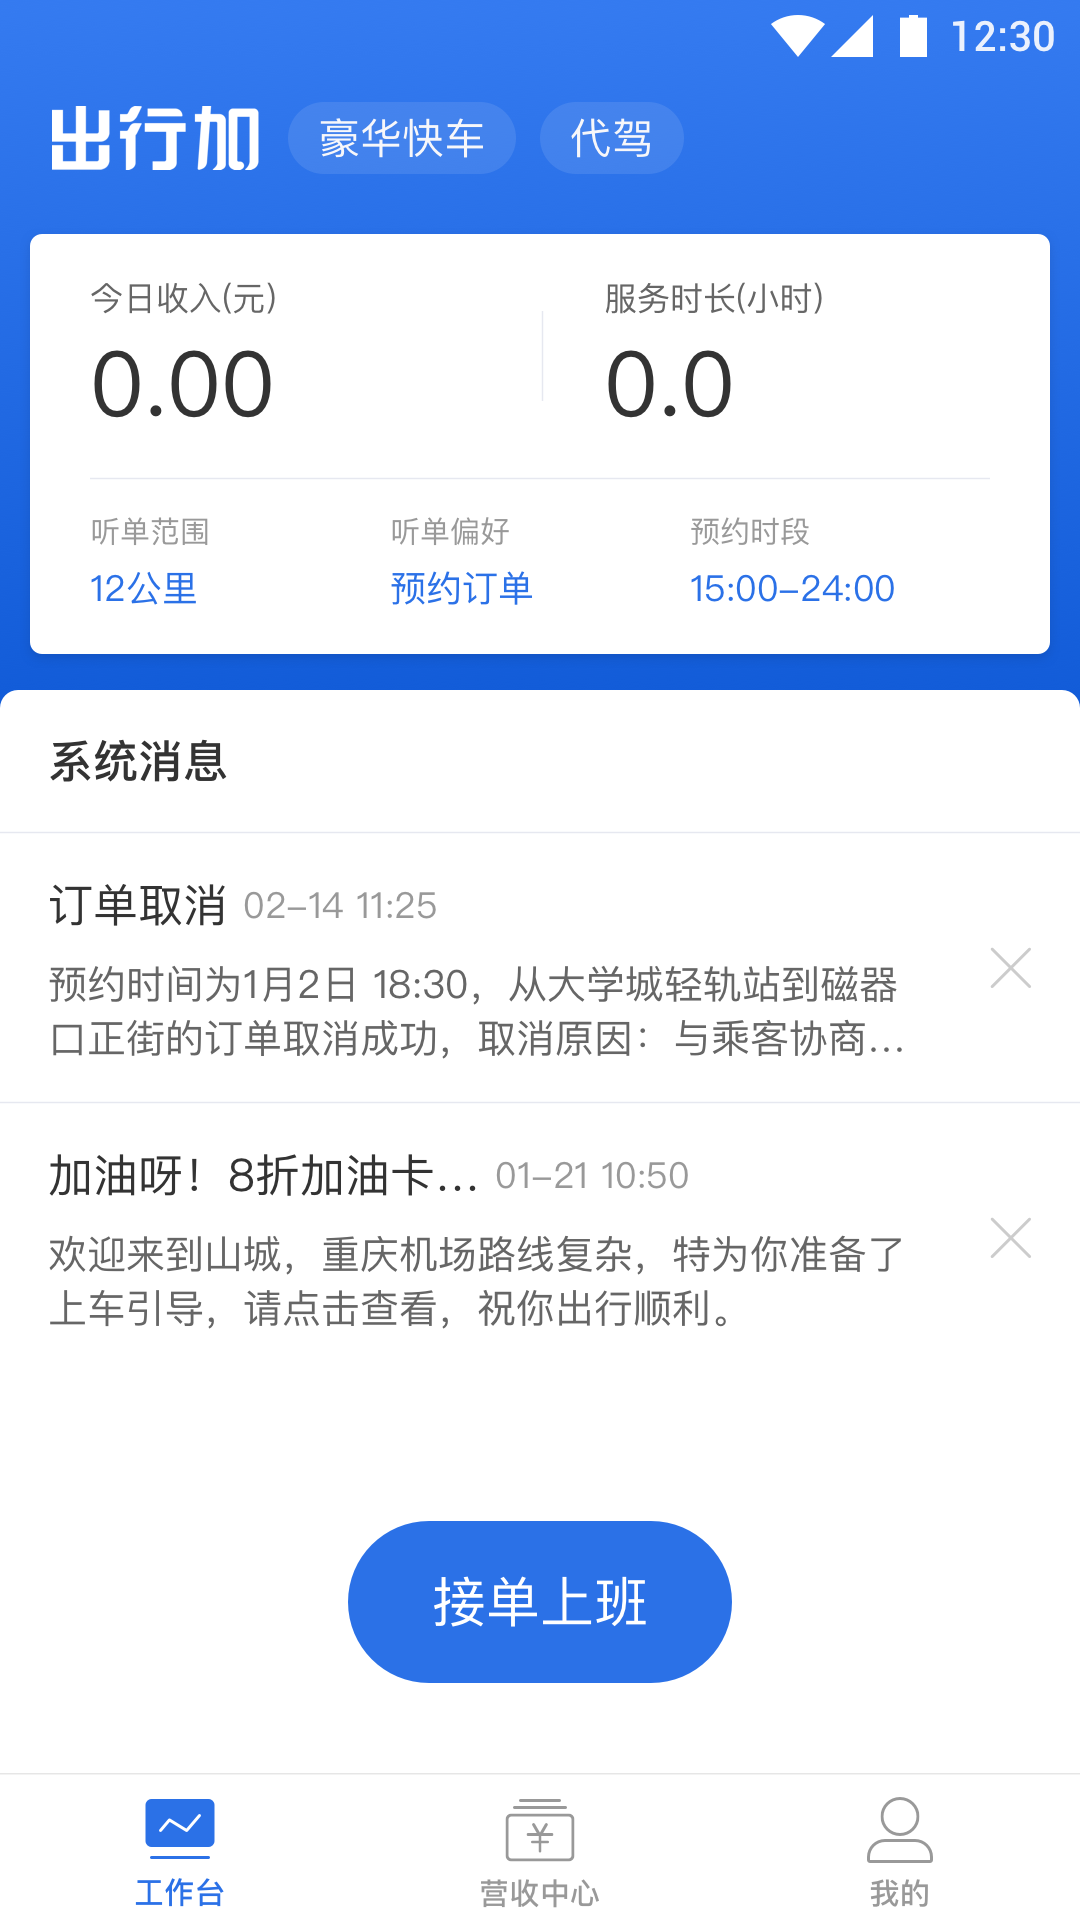 12:30
出行加 豪华快车 代驾
今日收入(元) 服务时长(小时)
0.00 0.0
听单范围 听单偏好 预约时段
12公里 预约订单 15:00–24:00
系统消息
订单取消 02–14 11:25
预约时间为1月2日 18:30，从大学城轻轨站到磁器
口正街的订单取消成功，取消原因：与乘客协商...
加油呀！8折加油卡... 01–21 10:50
欢迎来到山城，重庆机场路线复杂，特为你准备了
上车引导，请点击查看，祝你出行顺利。
接单上班
工作台 营收中心 我的